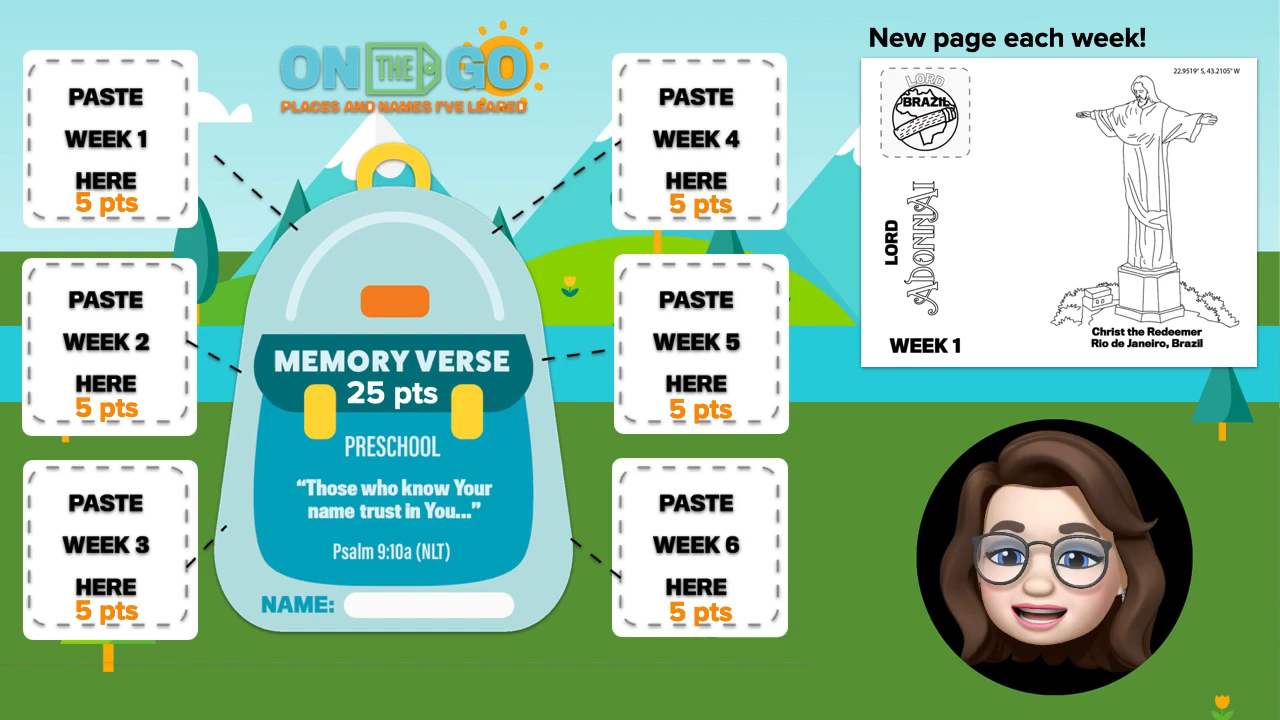 ON THE GO
PLACES AND NAMES I'VE LEARED
PASTE
WEEK 1
HERE
5 pts
PASTE
WEEK 2
HERE
5 pts
PASTE
WEEK 3
HERE
5 pts
MEMORY VERSE
25 pts
PRESCHOOL
“Those who know Your
name trust in You...”
Psalm 9:10a (NLT)
NAME:
PASTE
WEEK 4
HERE
5 pts
PASTE
WEEK 5
HERE
5 pts
PASTE
WEEK 6
HERE
5 pts
New page each week!
22.9519° S, 43.2105° W
LORD
BRAZIL
LORD
ADONAI
WEEK 1
Christ the Redeemer
Rio de Janeiro, Brazil